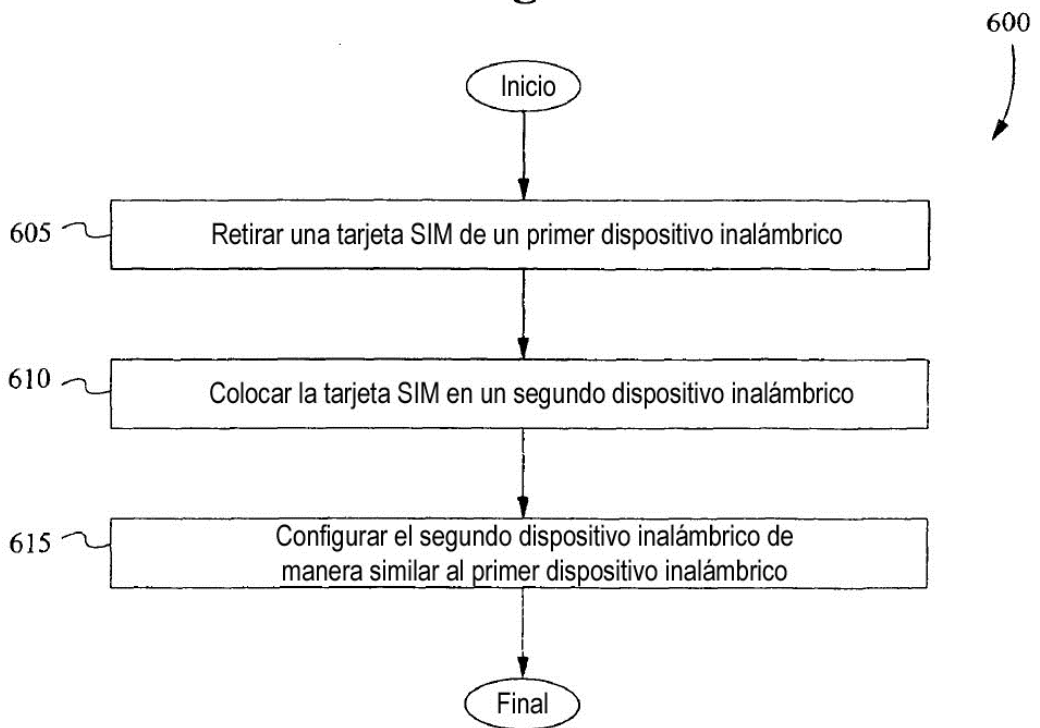 600
Inicio
605
Retirar una tarjeta SIM de un primer dispositivo inalámbrico
610
Colocar la tarjeta SIM en un segundo dispositivo inalámbrico
615
Configurar el segundo dispositivo inalámbrico de
manera similar al primer dispositivo inalámbrico
Final